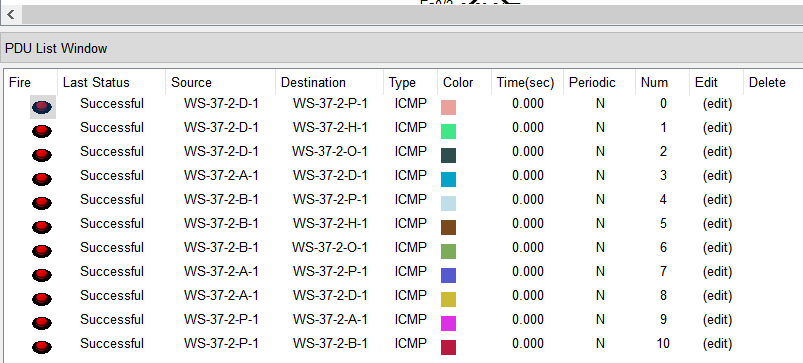 PDU List Window
Fire Last Status Source Destination Type Color Time(sec) Periodic Num Edit Delete
Successful WS-37-2-D-1 WS-37-2-P-1 ICMP 0.000 N 0 (edit)
Successful WS-37-2-D-1 WS-37-2-H-1 ICMP 0.000 N 1 (edit)
Successful WS-37-2-D-1 WS-37-2-O-1 ICMP 0.000 N 2 (edit)
Successful WS-37-2-A-1 WS-37-2-D-1 ICMP 0.000 N 3 (edit)
Successful WS-37-2-B-1 WS-37-2-P-1 ICMP 0.000 N 4 (edit)
Successful WS-37-2-B-1 WS-37-2-H-1 ICMP 0.000 N 5 (edit)
Successful WS-37-2-B-1 WS-37-2-O-1 ICMP 0.000 N 6 (edit)
Successful WS-37-2-A-1 WS-37-2-P-1 ICMP 0.000 N 7 (edit)
Successful WS-37-2-A-1 WS-37-2-D-1 ICMP 0.000 N 8 (edit)
Successful WS-37-2-P-1 WS-37-2-A-1 ICMP 0.000 N 9 (edit)
Successful WS-37-2-P-1 WS-37-2-B-1 ICMP 0.000 N 10 (edit)